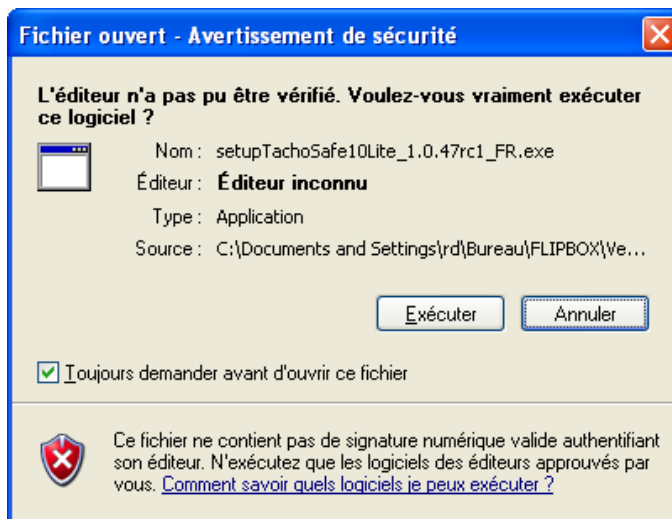 Fichier ouvert - Avertissement de sécurité
L'éditeur n'a pas pu être vérifié. Voulez-vous vraiment exécuter
ce logiciel ?
Nom : setupTachoSafe10Lite_1.0.47rc1_FR.exe
Éditeur : Éditeur inconnu
Type : Application
Source : C:\Documents and Settings\rd\Bureau\FLIPBOX\Ve...
Exécuter Annuler
Toujours demander avant d'ouvrir ce fichier
Ce fichier ne contient pas de signature numérique valide authentifiant
son éditeur. N'exécutez que les logiciels des éditeurs approuvés par
vous. Comment savoir quels logiciels je peux exécuter ?